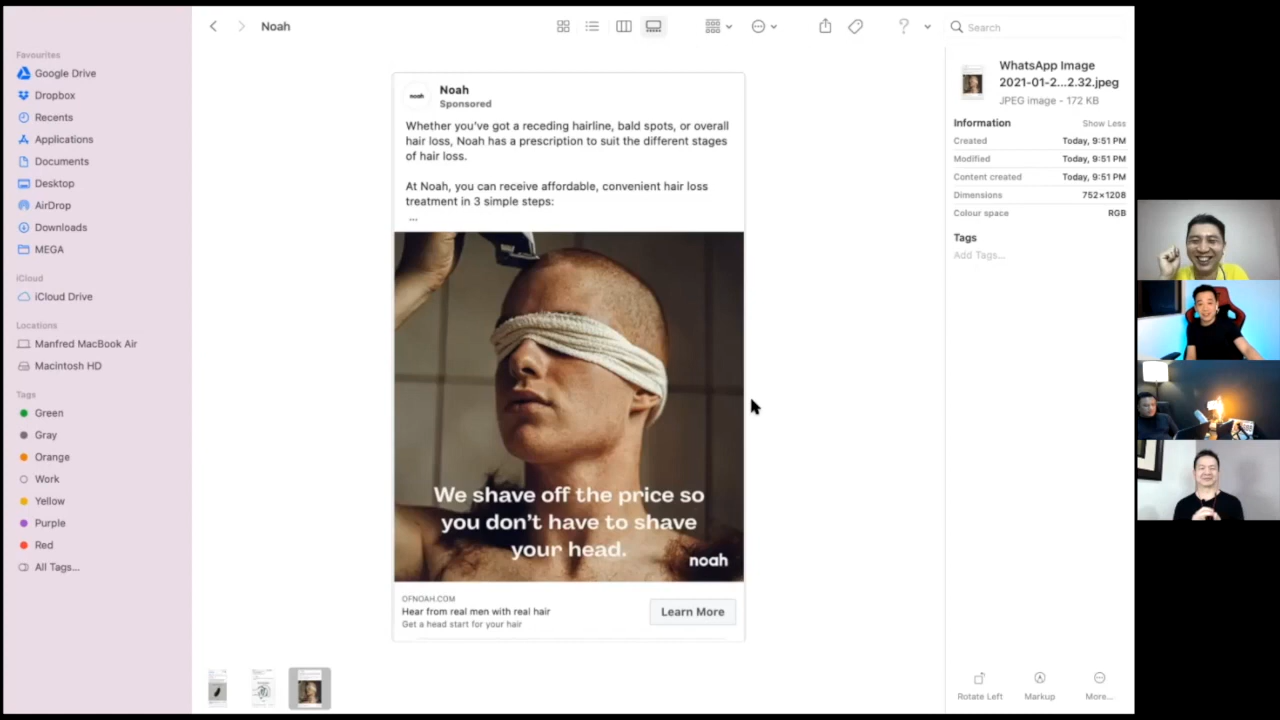 Noah
Search
Favourites
Google Drive
Dropbox
Recents
Applications
Documents
Desktop
AirDrop
Downloads
MEGA
iCloud
iCloud Drive
Locations
Manfred MacBook Air
Macintosh HD
Tags
Green
Gray
Orange
Work
Yellow
Purple
Red
All Tags...
noah
Noah
Sponsored
Whether you've got a receding hairline, bald spots, or overall
hair loss, Noah has a prescription to suit the different stages
of hair loss.
At Noah, you can receive affordable, convenient hair loss
treatment in 3 simple steps:
...
We shave off the price so
you don't have to shave
your head.
noah
OFNOAH.COM
Hear from real men with real hair
Get a head start for your hair
Learn More
WhatsApp Image
2021-01-2...2.32.jpeg
JPEG image - 172 KB
Information Show Less
Created Today, 9:51 PM
Modified Today, 9:51 PM
Content created Today, 9:51 PM
Dimensions 752×1208
Colour space RGB
Tags
Add Tags...
Rotate Left
Markup
More...